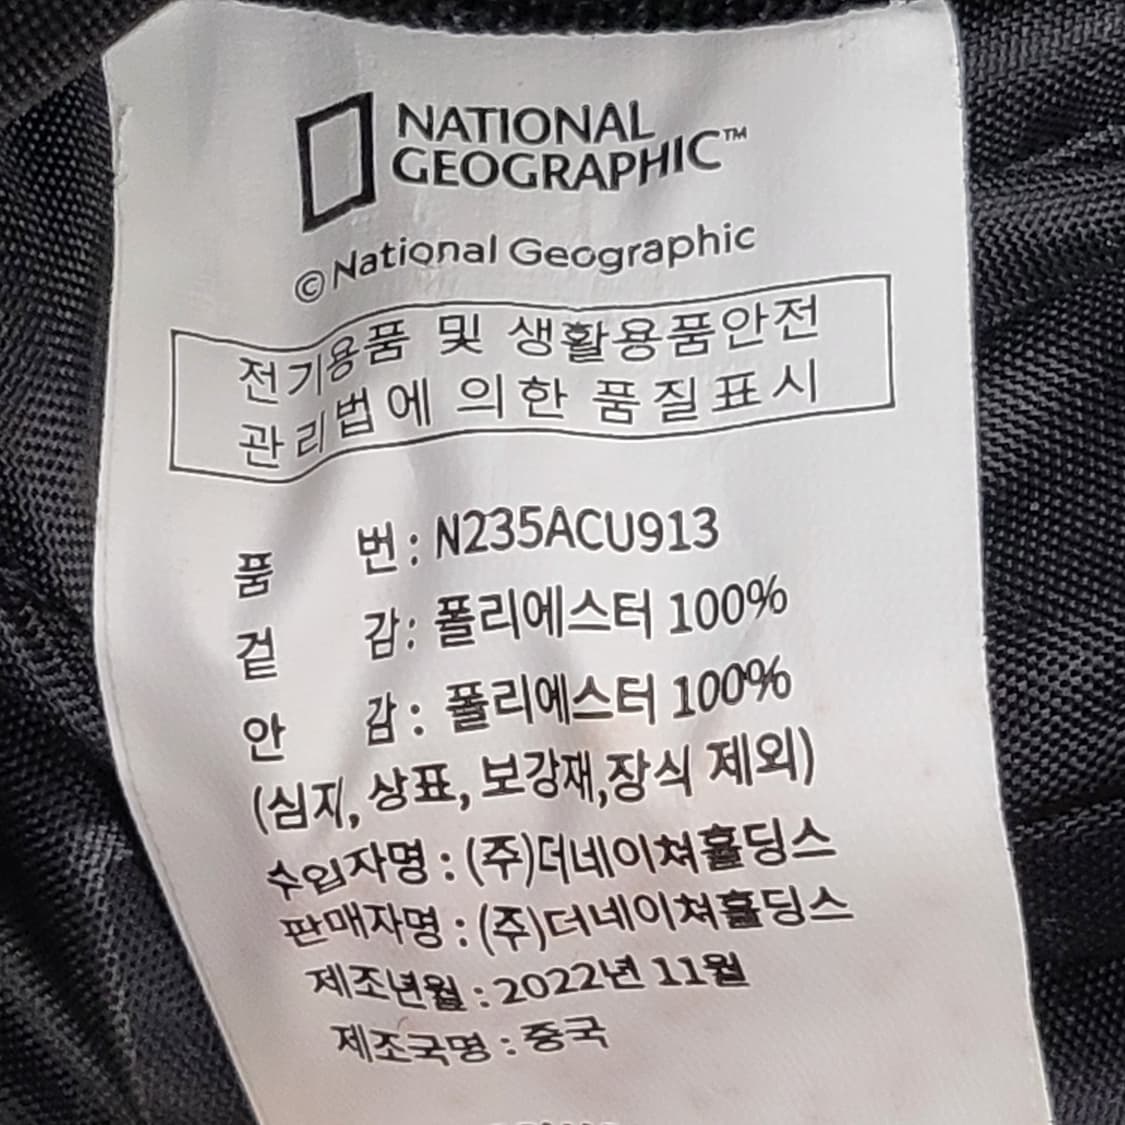 NATIONAL
GEOGRAPHIC™
©National Geographic
전기용품 및 생활용품안전
관리법에 의한 품질표시
품 번: N235ACU913
겉 감: 폴리에스터 100%
안 감: 폴리에스터 100%
(심지, 상표, 보강재,장식 제외)
수입자명 : (주)더네이쳐홀딩스
판매자명 : (주)더네이쳐홀딩스
제조년월 : 2022년 11월
제조국명 : 중국